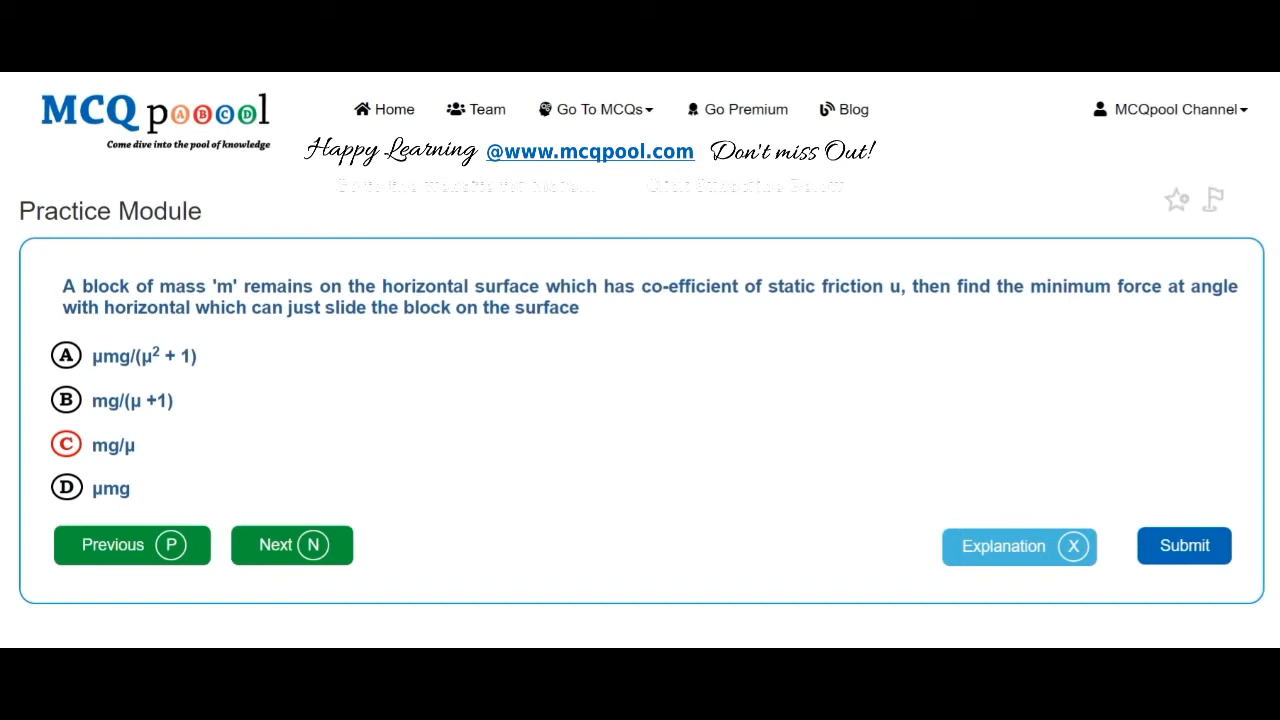 MCQ pooool
Home Team Go To MCQs Go Premium Blog MCQpool Channel
Come dive into the pool of knowledge
Happy Learning @www.mcqpool.com Don't miss Out!
Practice Module
A block of mass 'm' remains on the horizontal surface which has co-efficient of static friction u, then find the minimum force at angle
with horizontal which can just slide the block on the surface
A µmg/(µ² + 1)
B mg/(µ +1)
C mg/µ
D µmg
Previous P Next N Explanation X Submit